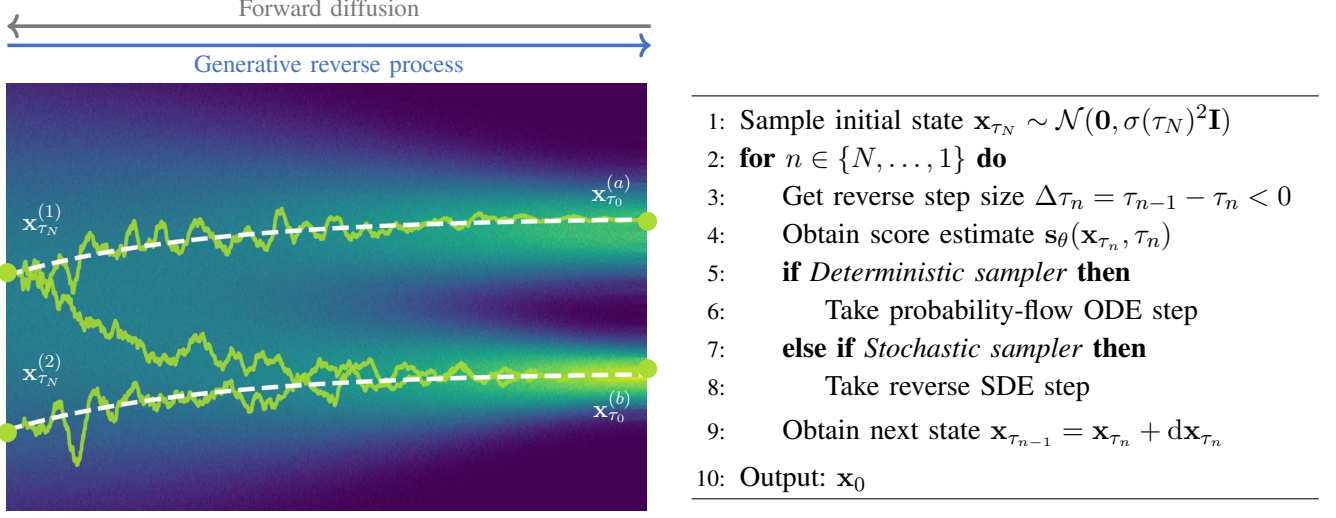 Forward diffusion
Generative reverse process
x_{τ_N}^{(1)}
x_{τ_0}^{(a)}
x_{τ_N}^{(2)}
x_{τ_0}^{(b)}
1: Sample initial state x_{τ_N} ∼ 𝒩(0, σ(τ_N)²I)
2: for n ∈ {N, . . . , 1} do
3: Get reverse step size Δτ_n = τ_{n−1} − τ_n < 0
4: Obtain score estimate s_θ(x_{τ_n}, τ_n)
5: if Deterministic sampler then
6: Take probability-flow ODE step
7: else if Stochastic sampler then
8: Take reverse SDE step
9: Obtain next state x_{τ_{n−1}} = x_{τ_n} + dx_{τ_n}
10: Output: x_0